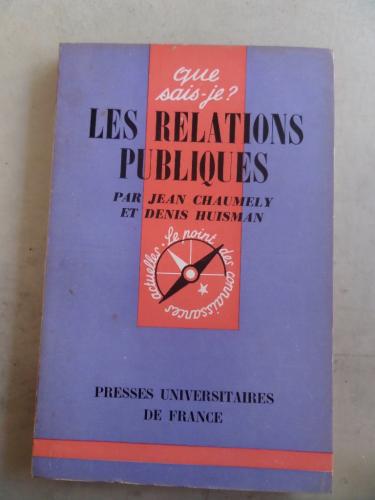 que
sais-je?
LES RELATIONS
PUBLIQUES
PAR JEAN CHAUMELY
ET DENIS HUISMAN
Le point des connaissances actuelles
PRESSES UNIVERSITAIRES
DE FRANCE